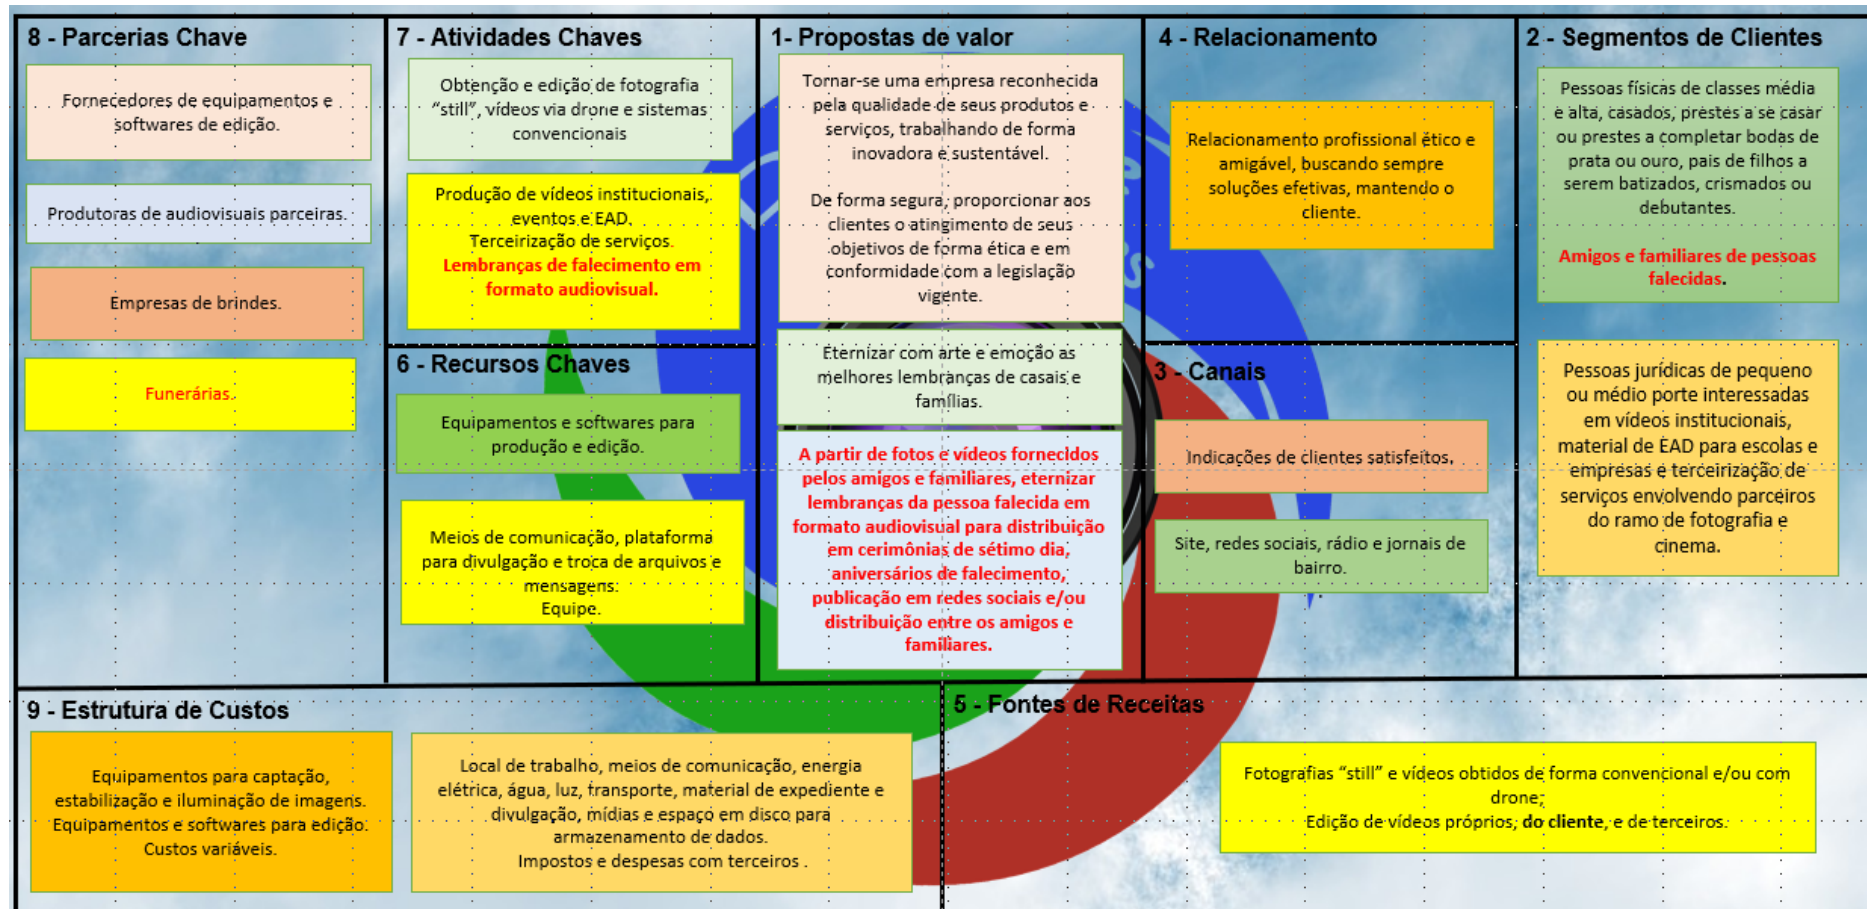 8 - Parcerias Chave
Fornecedores de equipamentos e
softwares de edição.
Produtoras de audiovisuais parceiras.
Empresas de brindes.
Funerárias.
7 - Atividades Chaves
Obtenção e edição de fotografia
“still”, vídeos via drone e sistemas
convencionais
Produção de vídeos institucionais,
eventos e EAD.
Terceirização de serviços.
Lembranças de falecimento em
formato audiovisual.
6 - Recursos Chaves
Equipamentos e softwares para
produção e edição.
Meios de comunicação, plataforma
para divulgação e troca de arquivos e
mensagens.
Equipe.
1- Propostas de valor
Tornar-se uma empresa reconhecida
pela qualidade de seus produtos e
serviços, trabalhando de forma
inovadora e sustentável.
De forma segura, proporcionar aos
clientes o atingimento de seus
objetivos de forma ética e em
conformidade com a legislação
vigente.
Eternizar com arte e emoção as
melhores lembranças de casais e
famílias.
A partir de fotos e vídeos fornecidos
pelos amigos e familiares, eternizar
lembranças da pessoa falecida em
formato audiovisual para distribuição
em cerimônias de sétimo dia,
aniversários de falecimento,
publicação em redes sociais e/ou
distribuição entre os amigos e
familiares.
4 - Relacionamento
Relacionamento profissional ético e
amigável, buscando sempre
soluções efetivas, mantendo o
cliente.
3 - Canais
Indicações de clientes satisfeitos.
Site, redes sociais, rádio e jornais de
bairro.
2 - Segmentos de Clientes
Pessoas físicas de classes média
e alta, casados, prestes a se casar
ou prestes a completar bodas de
prata ou ouro, pais de filhos a
serem batizados, crismados ou
debutantes.
Amigos e familiares de pessoas
falecidas.
Pessoas jurídicas de pequeno
ou médio porte interessadas
em vídeos institucionais,
material de EAD para escolas e
empresas e terceirização de
serviços envolvendo parceiros
do ramo de fotografia e
cinema.
9 - Estrutura de Custos
Equipamentos para captação,
estabilização e iluminação de imagens.
Equipamentos e softwares para edição.
Custos variáveis.
Local de trabalho, meios de comunicação, energia
elétrica, água, luz, transporte, material de expediente e
divulgação, mídias e espaço em disco para
armazenamento de dados.
Impostos e despesas com terceiros .
5 - Fontes de Receitas
Fotografias “still” e vídeos obtidos de forma convencional e/ou com
drone;
Edição de vídeos próprios, do cliente, e de terceiros.